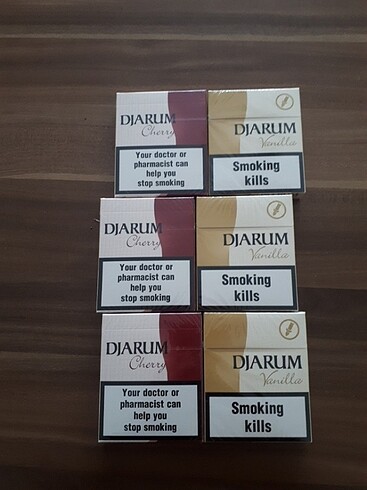 DJARUM
Cherry
Your doctor or
pharmacist can
help you
stop smoking
DJARUM
Vanilla
Smoking
kills
DJARUM
Cherry
Your doctor or
pharmacist can
help you
stop smoking
DJARUM
Vanilla
Smoking
kills
DJARUM
Cherry
Your doctor or
pharmacist can
help you
stop smoking
DJARUM
Vanilla
Smoking
kills